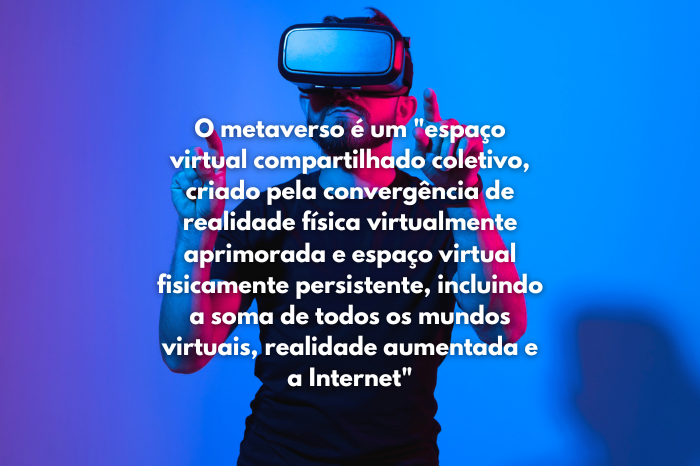 O metaverso é um "espaço
virtual compartilhado coletivo,
criado pela convergência de
realidade física virtualmente
aprimorada e espaço virtual
fisicamente persistente, incluindo
a soma de todos os mundos
virtuais, realidade aumentada e
a Internet"